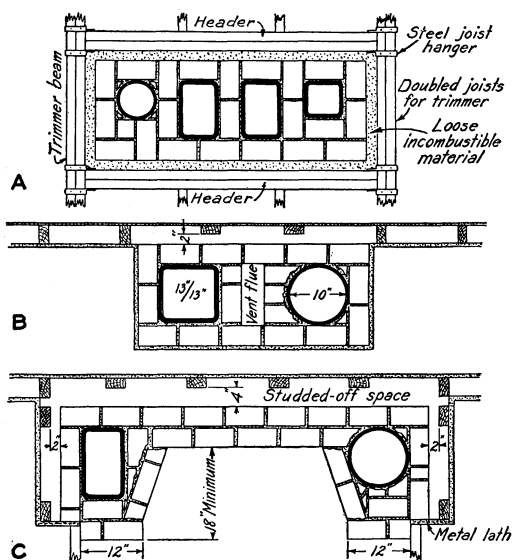 Header
Steel joist
hanger
Trimmer beam
Doubled joists
for trimmer
Loose
incombustible
material
A
Header
2"
13"/13"
Vent flue
10"
B
4"
Studded-off space
2"
2"
18" Minimum
Metal lath
C
12"
12"